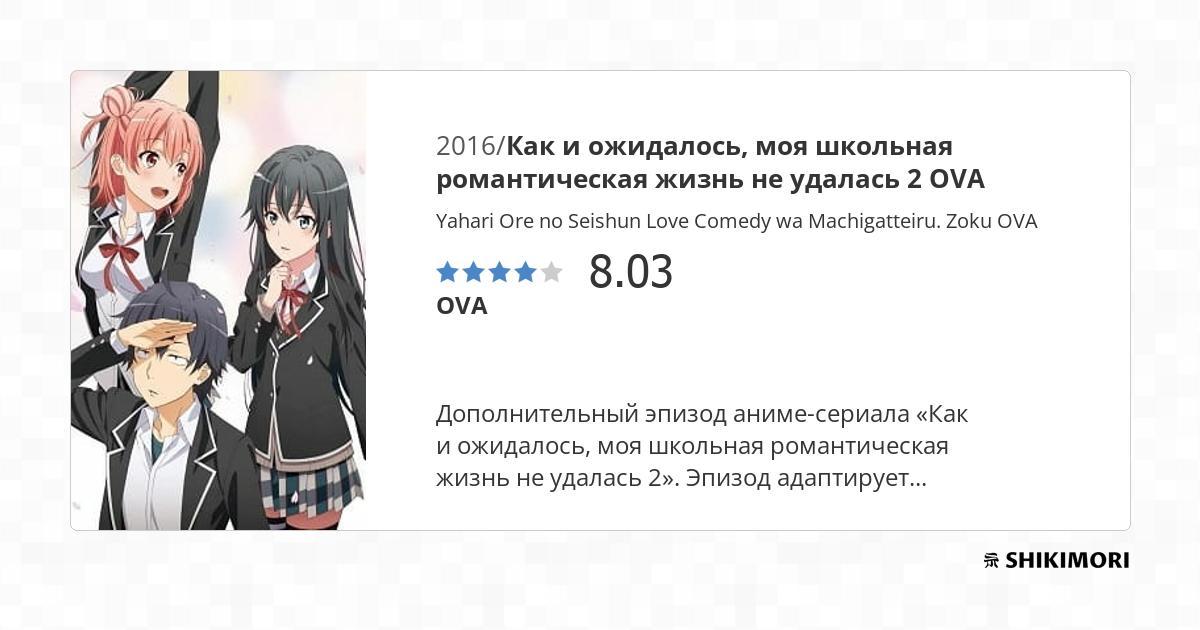 2016/Как и ожидалось, моя школьная
романтическая жизнь не удалась 2 OVA
Yahari Ore no Seishun Love Comedy wa Machigatteiru. Zoku OVA
8.03
OVA
Дополнительный эпизод аниме-сериала «Как
и ожидалось, моя школьная романтическая
жизнь не удалась 2». Эпизод адаптирует...
SHIKIMORI